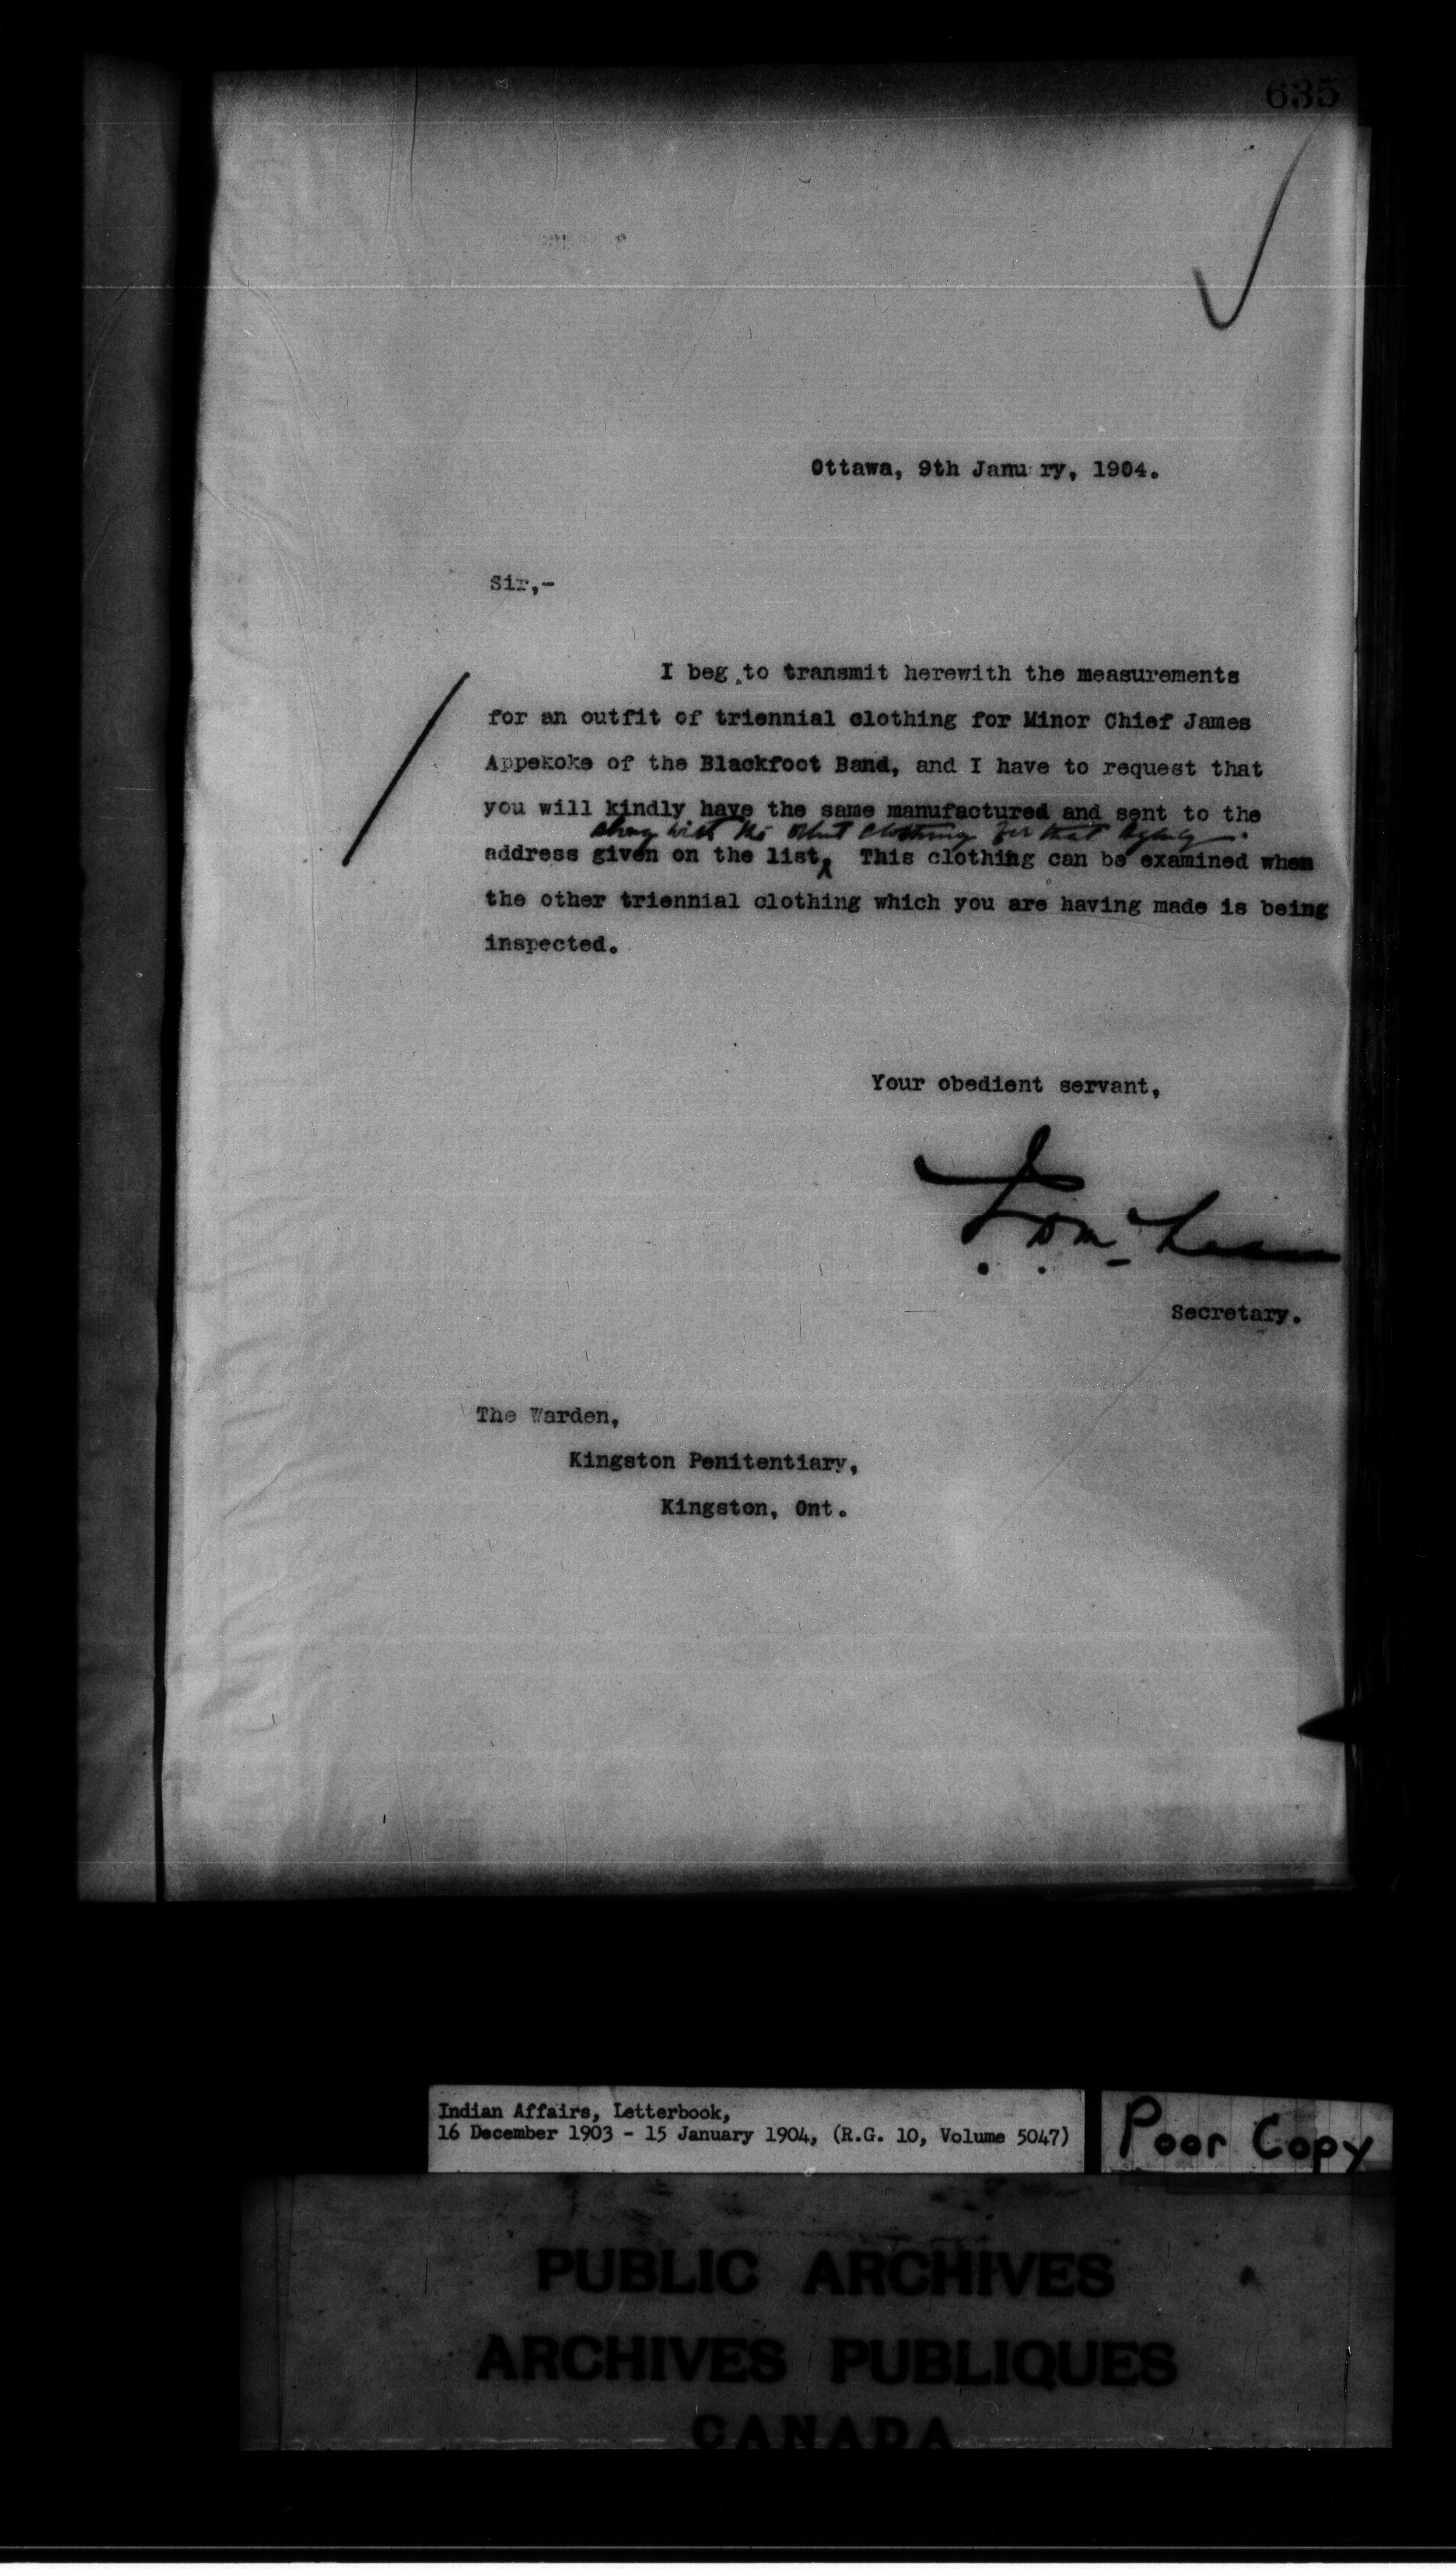 635
Ottawa, 9th Janu ry, 1904.
Sir,-
I beg to transmit herewith the measurements
for an outfit of triennial clothing for Minor Chief James
Appekoke of the Blackfoot Band, and I have to request that
you will kindly have the same manufactured and sent to the
along with the other clothing for that Agency.
address given on the list. This clothing can be examined when
the other triennial clothing which you are having made is being
inspected.
Your obedient servant,
J. D. McLean
Secretary.
The Warden,
Kingston Penitentiary,
Kingston, Ont.
Indian Affairs, Letterbook,
16 December 1903 - 15 January 1904, (R.G. 10, Volume 5047)
Poor Copy
PUBLIC ARCHIVES
ARCHIVES PUBLIQUES
CANADA